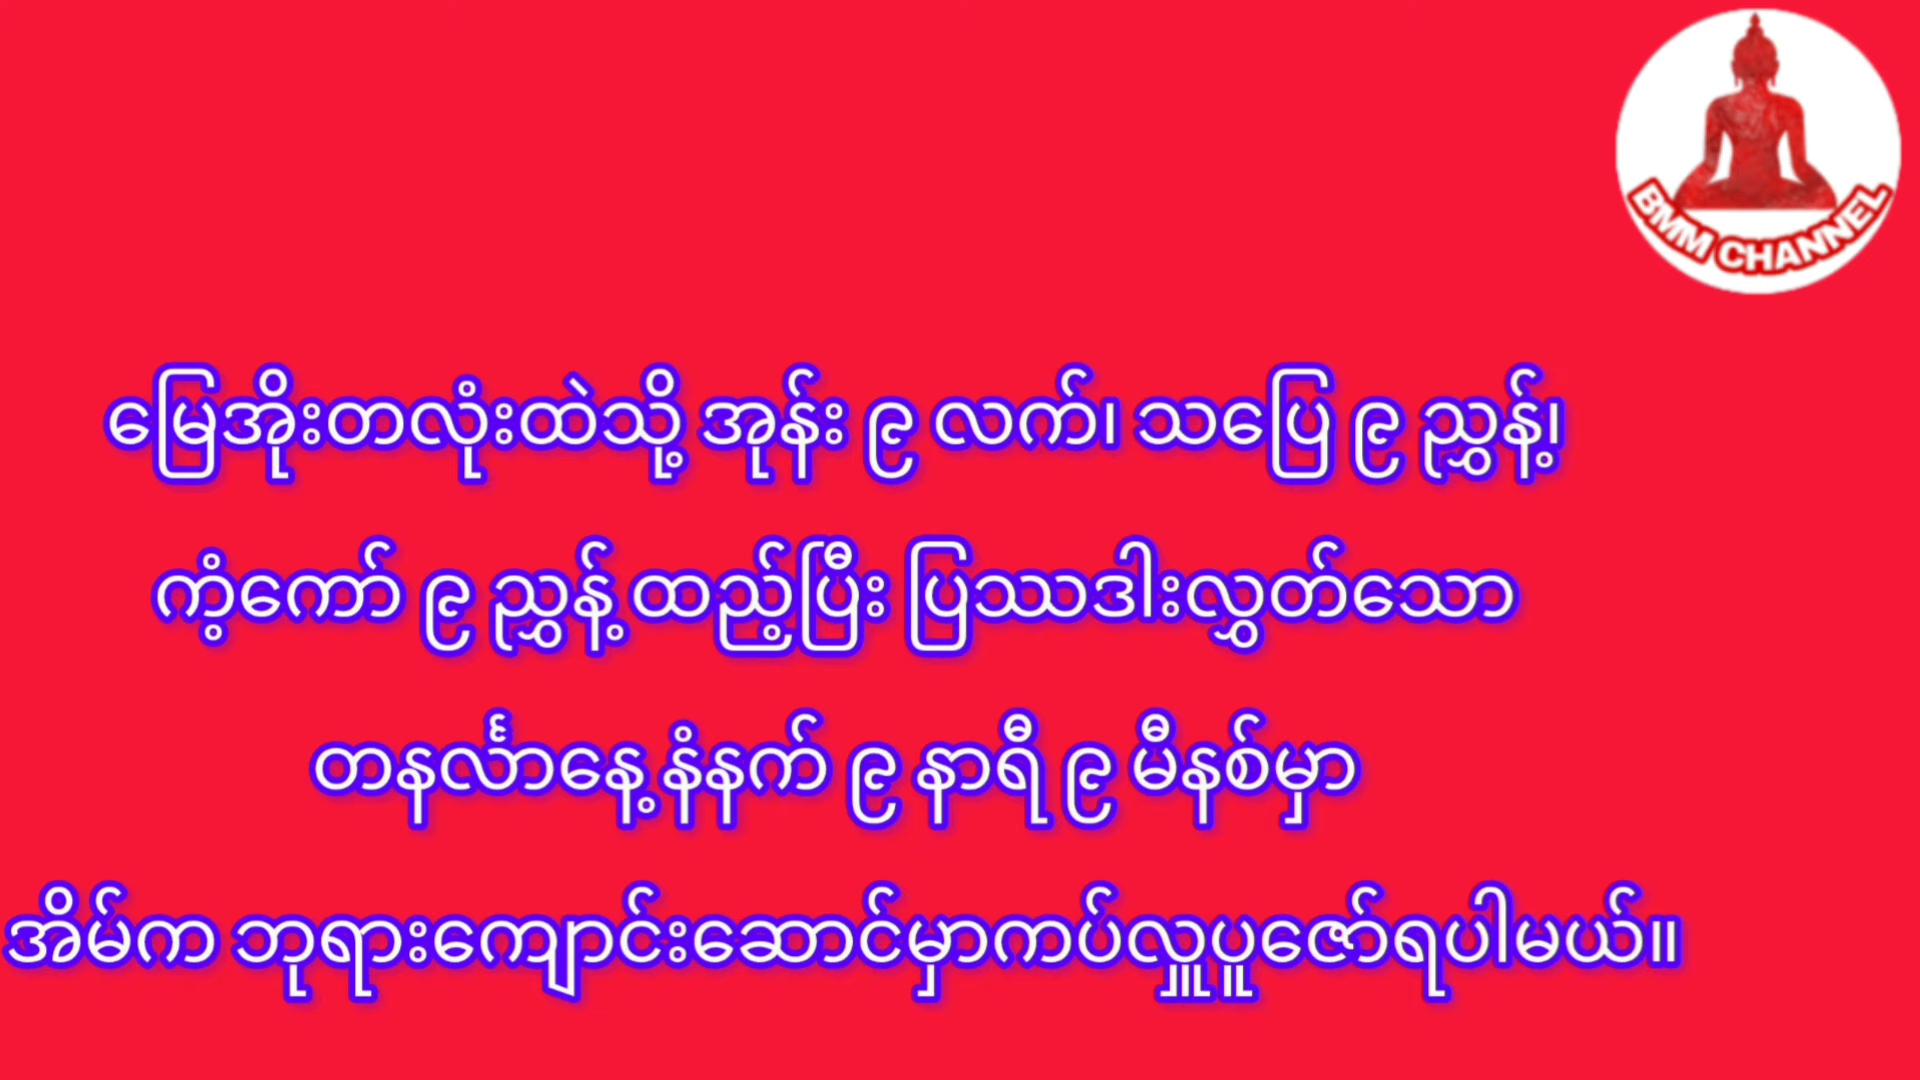 BMM CHANNEL
မြေအိုးတလုံးထဲသို့ အုန်း ၉ လက်၊ သပြေ ၉ ညွှန့်၊
ကံ့ကော် ၉ ညွှန့် ထည့်ပြီး ပြဿဒါးလွှတ်သော
တနင်္လာနေ့ နံနက် ၉ နာရီ ၉ မီနစ်မှာ
အိမ်က ဘုရားကျောင်းဆောင်မှာကပ်လှူပူဇော်ရပါမယ်။